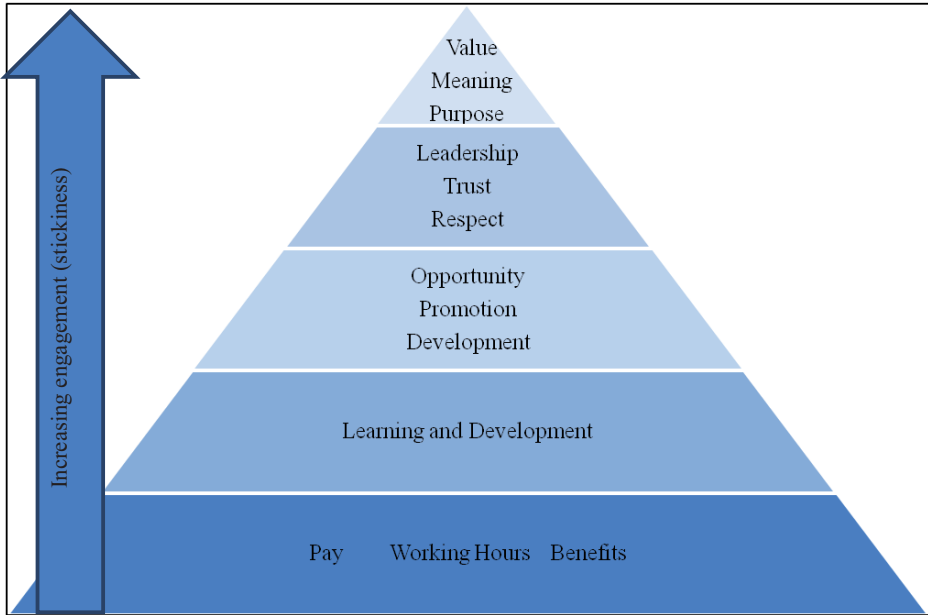 Increasing engagement (stickiness)
Value
Meaning
Purpose
Leadership
Trust
Respect
Opportunity
Promotion
Development
Learning and Development
Pay Working Hours Benefits